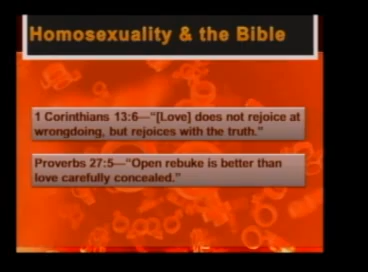 Homosexuality & the Bible
1 Corinthians 13:6—“[Love] does not rejoice at
wrongdoing, but rejoices with the truth.”
Proverbs 27:5—“Open rebuke is better than
love carefully concealed.”